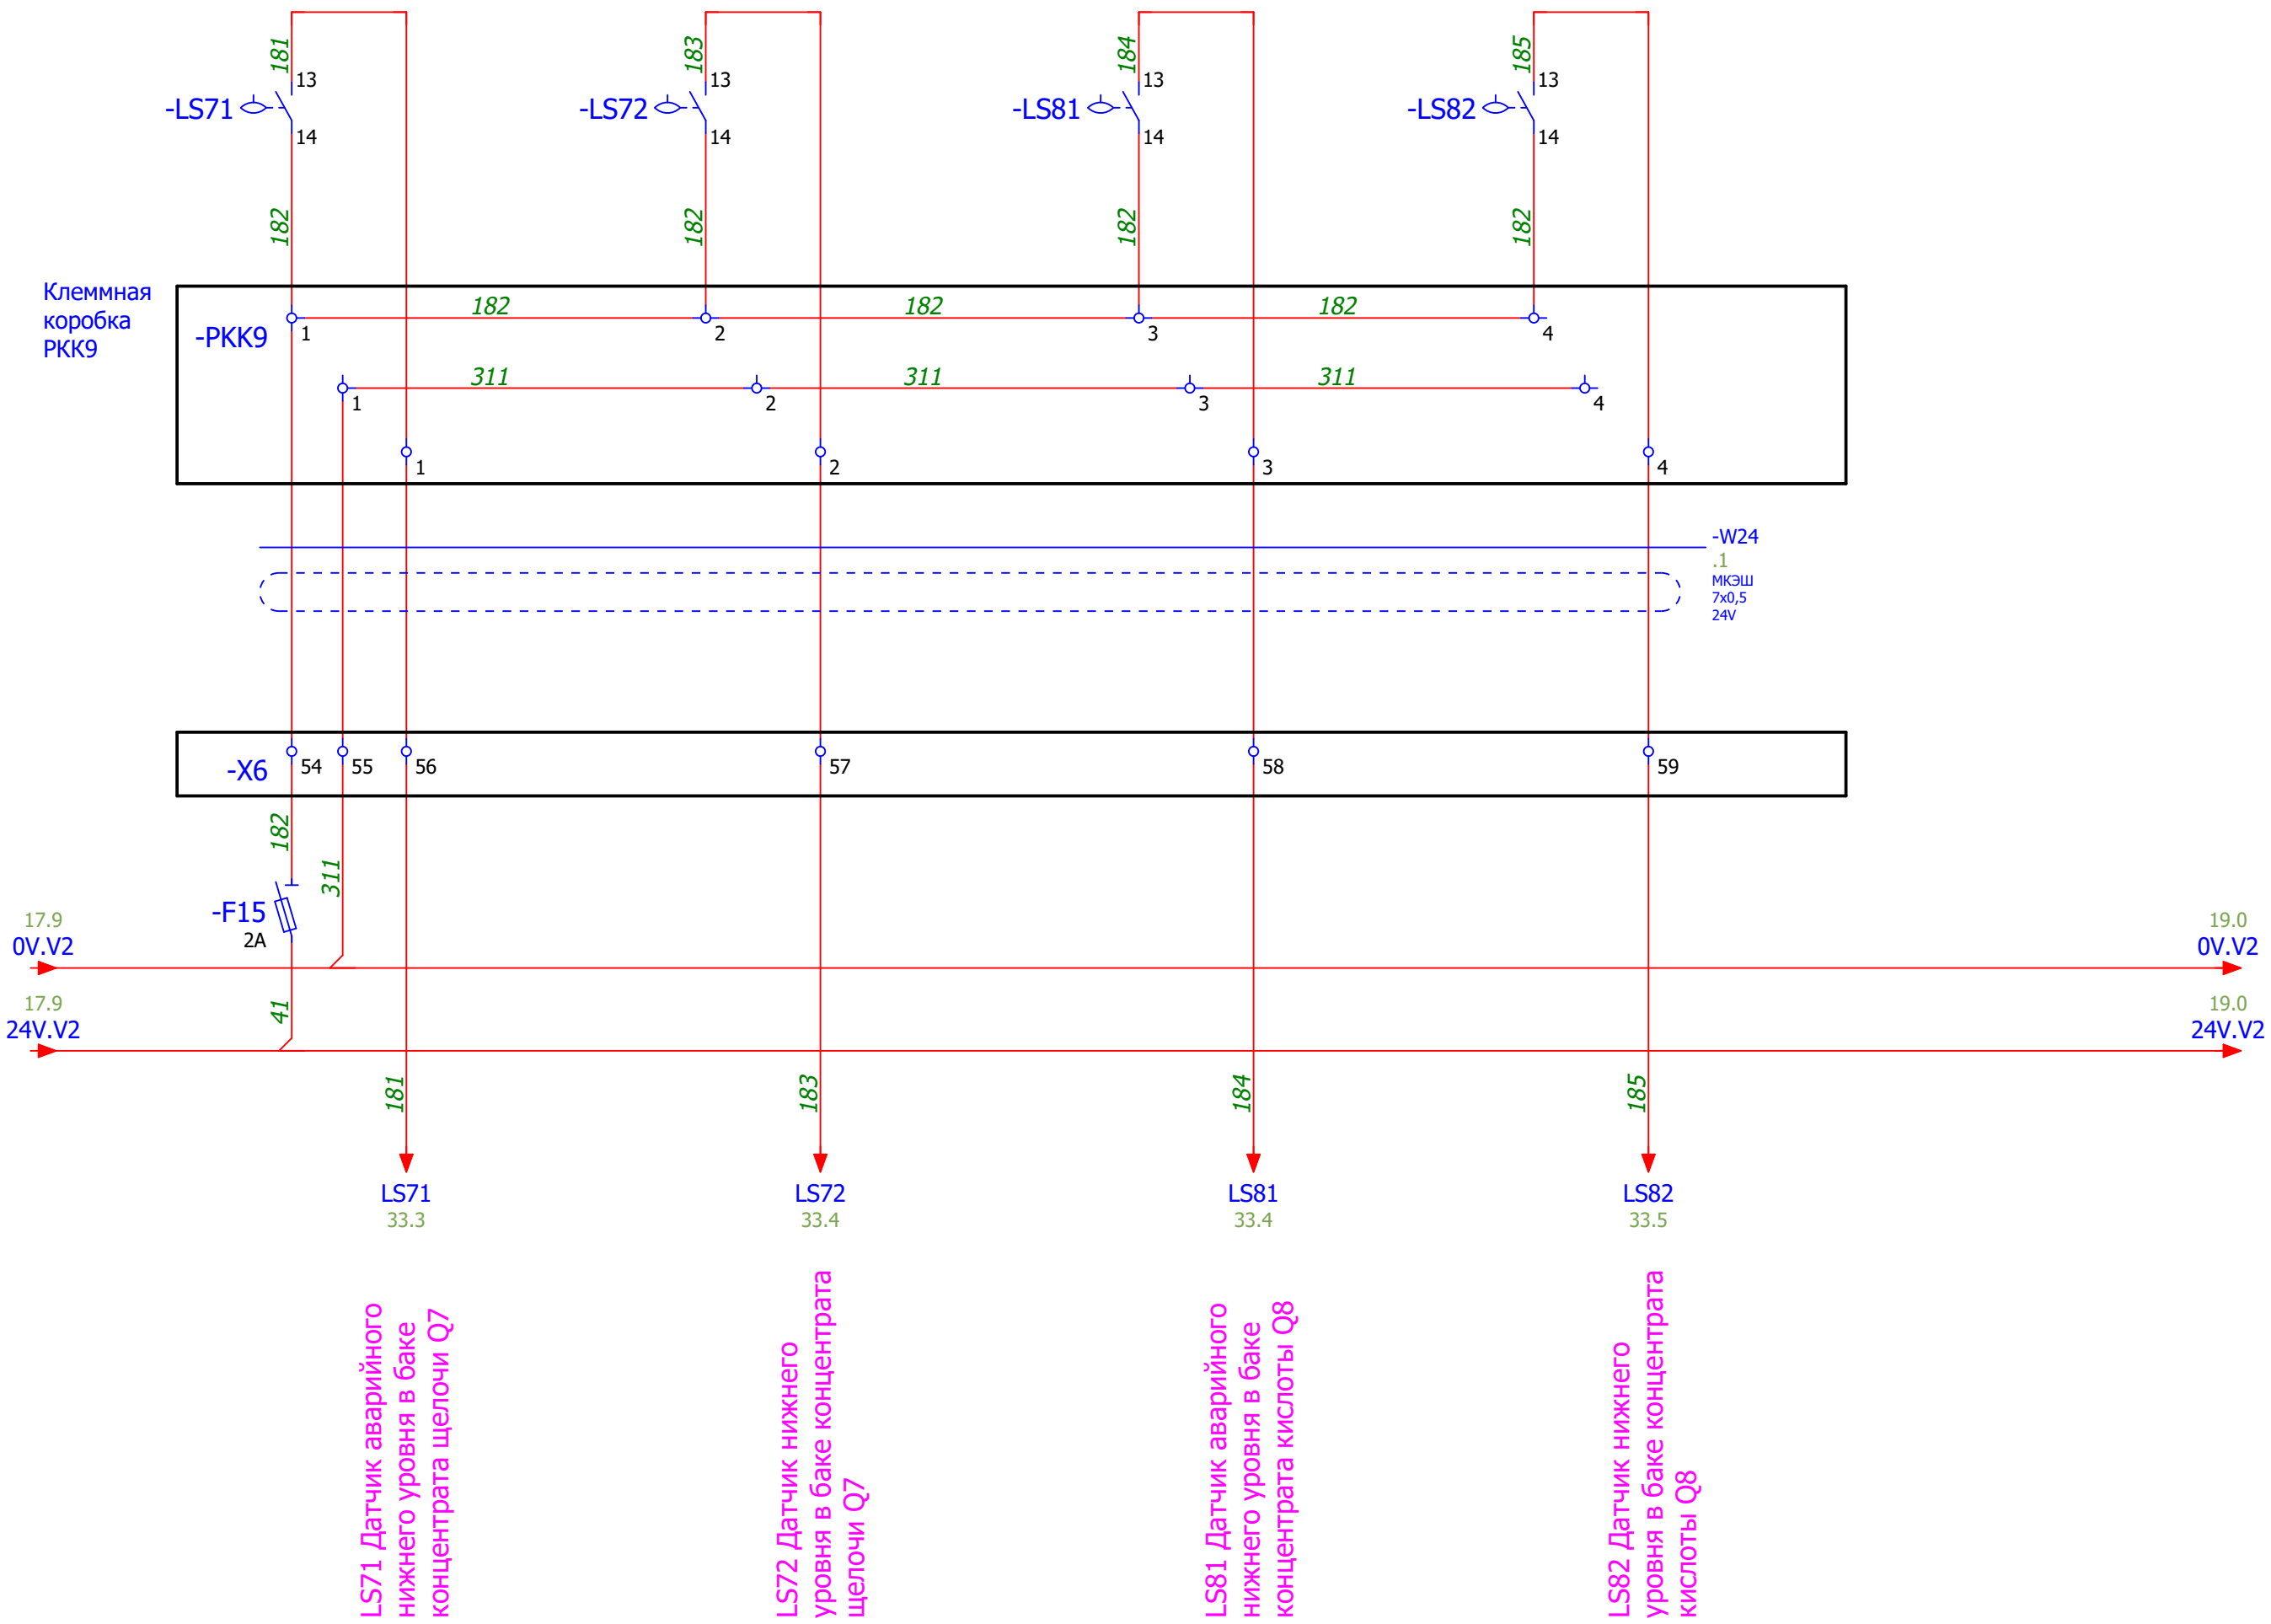 181
183
184
185
13
13
13
13
-LS71
-LS72
-LS81
-LS82
14
14
14
14
182
182
182
182
Клеммная
коробка
РКК9
-РКК9
182
182
182
1
2
3
4
311
311
311
1
2
3
4
1
2
3
4
-W24
.1
МКЭШ
7x0,5
24V
-X6
54
55
56
57
58
59
182
311
-F15
2A
17.9
0V.V2
19.0
0V.V2
41
17.9
24V.V2
19.0
24V.V2
181
183
184
185
LS71
33.3
LS72
33.4
LS81
33.4
LS82
33.5
LS71 Датчик аварийного
нижнего уровня в баке
концентрата щелочи Q7
LS72 Датчик нижнего
уровня в баке концентрата
щелочи Q7
LS81 Датчик аварийного
нижнего уровня в баке
концентрата кислоты Q8
LS82 Датчик нижнего
уровня в баке концентрата
кислоты Q8